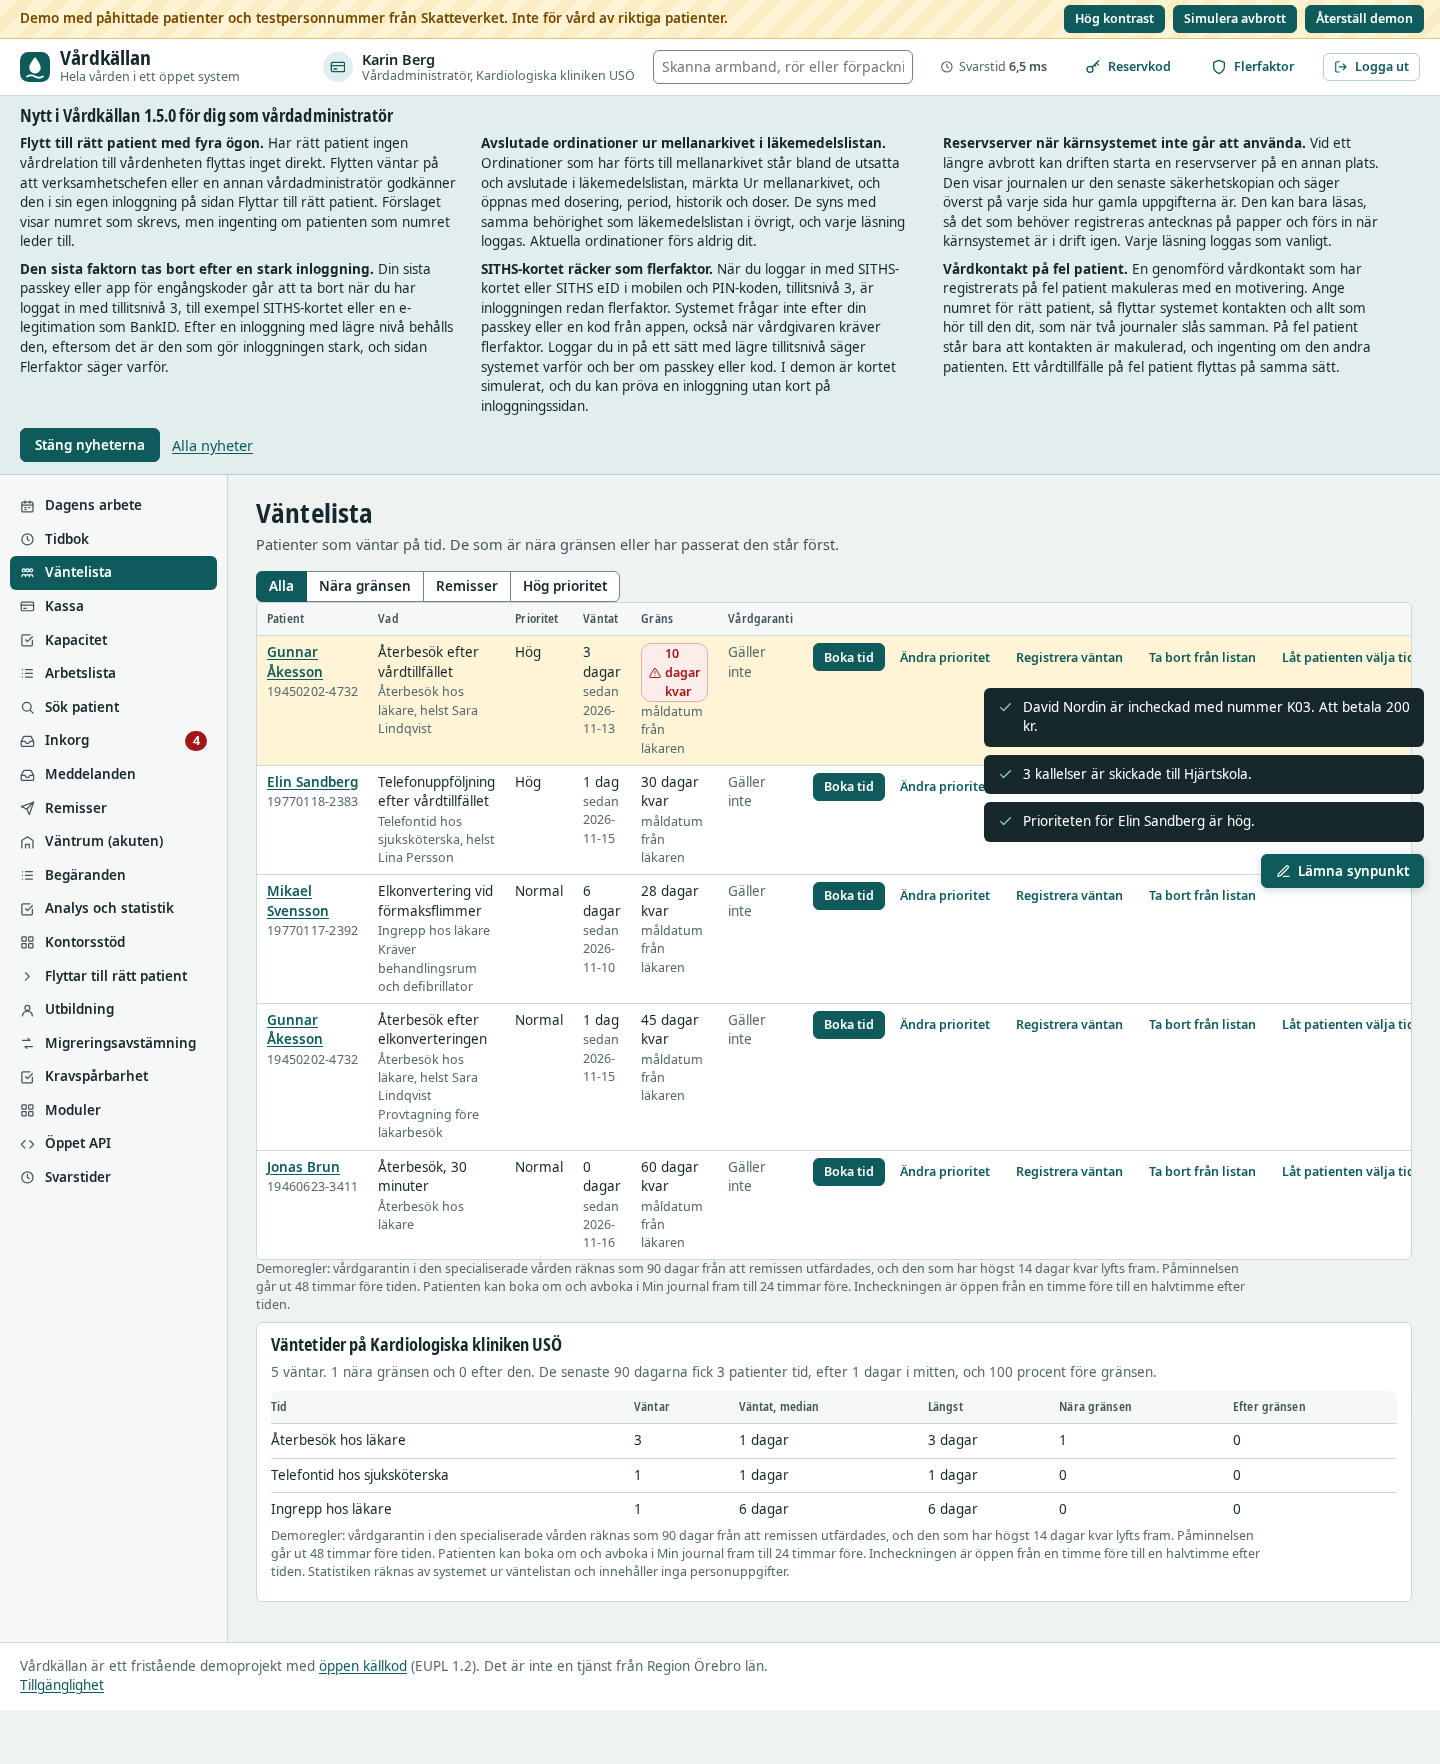 Demo med påhittade patienter och testpersonnummer från Skatteverket. Inte för vård av riktiga patienter.
Hög kontrast
Simulera avbrott
Återställ demon
Vårdkällan
Hela vården i ett öppet system
Karin Berg
Vårdadministratör, Kardiologiska kliniken USÖ
Skanna armband, rör eller förpackni
Svarstid 6,5 ms
Reservkod
Flerfaktor
Logga ut
Nytt i Vårdkällan 1.5.0 för dig som vårdadministratör
Flytt till rätt patient med fyra ögon. Har rätt patient ingen
vårdrelation till vårdenheten flyttas inget direkt. Flytten väntar på
att verksamhetschefen eller en annan vårdadministratör godkänner
den i sin egen inloggning på sidan Flyttar till rätt patient. Förslaget
visar numret som skrevs, men ingenting om patienten som numret
leder till.
Den sista faktorn tas bort efter en stark inloggning. Din sista
passkey eller app för engångskoder går att ta bort när du har
loggat in med tillitsnivå 3, till exempel SITHS-kortet eller en e-
legitimation som BankID. Efter en inloggning med lägre nivå behålls
den, eftersom det är den som gör inloggningen stark, och sidan
Flerfaktor säger varför.
Avslutade ordinationer ur mellanarkivet i läkemedelslistan.
Ordinationer som har förts till mellanarkivet står bland de utsatta
och avslutade i läkemedelslistan, märkta Ur mellanarkivet, och
öppnas med dosering, period, historik och doser. De syns med
samma behörighet som läkemedelslistan i övrigt, och varje läsning
loggas. Aktuella ordinationer förs aldrig dit.
SITHS-kortet räcker som flerfaktor. När du loggar in med SITHS-
kortet eller SITHS eID i mobilen och PIN-koden, tillitsnivå 3, är
inloggningen redan flerfaktor. Systemet frågar inte efter din
passkey eller en kod från appen, också när vårdgivaren kräver
flerfaktor. Loggar du in på ett sätt med lägre tillitsnivå säger
systemet varför och ber om passkey eller kod. I demon är kortet
simulerat, och du kan pröva en inloggning utan kort på
inloggningssidan.
Reservserver när kärnsystemet inte går att använda. Vid ett
längre avbrott kan driften starta en reservserver på en annan plats.
Den visar journalen ur den senaste säkerhetskopian och säger
överst på varje sida hur gamla uppgifterna är. Den kan bara läsas,
så det som behöver registreras antecknas på papper och förs in när
kärnsystemet är i drift igen. Varje läsning loggas som vanligt.
Vårdkontakt på fel patient. En genomförd vårdkontakt som har
registrerats på fel patient makuleras med en motivering. Ange
numret för rätt patient, så flyttar systemet kontakten och allt som
hör till den dit, som när två journaler slås samman. På fel patient
står bara att kontakten är makulerad, och ingenting om den andra
patienten. Ett vårdtillfälle på fel patient flyttas på samma sätt.
Stäng nyheterna
Alla nyheter
Dagens arbete
Tidbok
Väntelista
Kassa
Kapacitet
Arbetslista
Sök patient
Inkorg 4
Meddelanden
Remisser
Väntrum (akuten)
Begäranden
Analys och statistik
Kontorsstöd
Flyttar till rätt patient
Utbildning
Migreringsavstämning
Kravspårbarhet
Moduler
Öppet API
Svarstider
Väntelista
Patienter som väntar på tid. De som är nära gränsen eller har passerat den står först.
Alla
Nära gränsen
Remisser
Hög prioritet
Patient Vad Prioritet Väntat Gräns Vårdgaranti
Gunnar
Åkesson
19450202-4732
Återbesök efter
vårdtillfället
Återbesök hos
läkare, helst Sara
Lindqvist
Hög
3
dagar
sedan
2026-
11-13
10
dagar
kvar
måldatum
från
läkaren
Gäller
inte
Boka tid
Ändra prioritet
Registrera väntan
Ta bort från listan
Låt patienten välja tid
David Nordin är incheckad med nummer K03. Att betala 200
kr.
3 kallelser är skickade till Hjärtskola.
Prioriteten för Elin Sandberg är hög.
Lämna synpunkt
Elin Sandberg
19770118-2383
Telefonuppföljning
efter vårdtillfället
Telefontid hos
sjuksköterska, helst
Lina Persson
Hög
1 dag
sedan
2026-
11-15
30 dagar
kvar
måldatum
från
läkaren
Gäller
inte
Boka tid
Ändra prioritet
Mikael
Svensson
19770117-2392
Elkonvertering vid
förmaksflimmer
Ingrepp hos läkare
Kräver
behandlingsrum
och defibrillator
Normal
6
dagar
sedan
2026-
11-10
28 dagar
kvar
måldatum
från
läkaren
Gäller
inte
Boka tid
Ändra prioritet
Registrera väntan
Ta bort från listan
Gunnar
Åkesson
19450202-4732
Återbesök efter
elkonverteringen
Återbesök hos
läkare, helst Sara
Lindqvist
Provtagning före
läkarbesök
Normal
1 dag
sedan
2026-
11-15
45 dagar
kvar
måldatum
från
läkaren
Gäller
inte
Boka tid
Ändra prioritet
Registrera väntan
Ta bort från listan
Låt patienten välja tid
Jonas Brun
19460623-3411
Återbesök, 30
minuter
Återbesök hos
läkare
Normal
0
dagar
sedan
2026-
11-16
60 dagar
kvar
måldatum
från
läkaren
Gäller
inte
Boka tid
Ändra prioritet
Registrera väntan
Ta bort från listan
Låt patienten välja tid
Demoregler: vårdgarantin i den specialiserade vården räknas som 90 dagar från att remissen utfärdades, och den som har högst 14 dagar kvar lyfts fram. Påminnelsen
går ut 48 timmar före tiden. Patienten kan boka om och avboka i Min journal fram till 24 timmar före. Incheckningen är öppen från en timme före till en halvtimme efter
tiden.
Väntetider på Kardiologiska kliniken USÖ
5 väntar. 1 nära gränsen och 0 efter den. De senaste 90 dagarna fick 3 patienter tid, efter 1 dagar i mitten, och 100 procent före gränsen.
Tid Väntar Väntat, median Längst Nära gränsen Efter gränsen
Återbesök hos läkare 3 1 dagar 3 dagar 1 0
Telefontid hos sjuksköterska 1 1 dagar 1 dagar 0 0
Ingrepp hos läkare 1 6 dagar 6 dagar 0 0
Demoregler: vårdgarantin i den specialiserade vården räknas som 90 dagar från att remissen utfärdades, och den som har högst 14 dagar kvar lyfts fram. Påminnelsen
går ut 48 timmar före tiden. Patienten kan boka om och avboka i Min journal fram till 24 timmar före. Incheckningen är öppen från en timme före till en halvtimme efter
tiden. Statistiken räknas av systemet ur väntelistan och innehåller inga personuppgifter.
Vårdkällan är ett fristående demoprojekt med öppen källkod (EUPL 1.2). Det är inte en tjänst från Region Örebro län.
Tillgänglighet